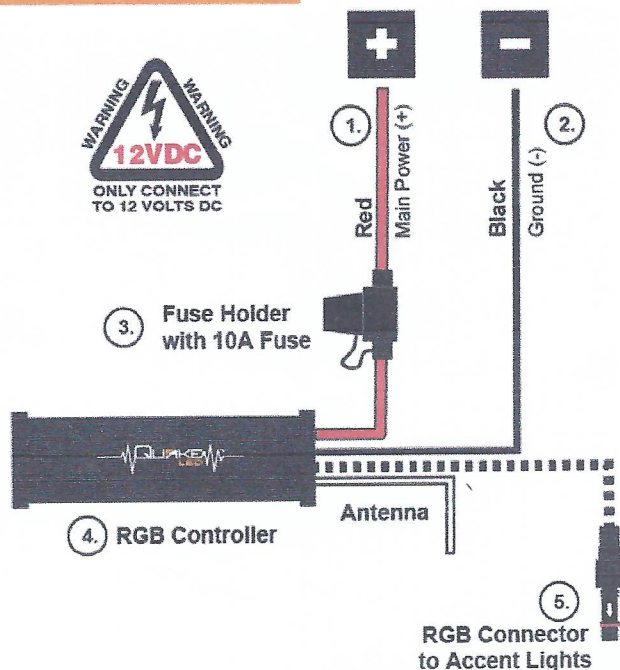 +
-
WARNING
WARNING
12VDC
ONLY CONNECT
TO 12 VOLTS DC
1.
Red
Main Power (+)
2.
Black
Ground (-)
3.
Fuse Holder
with 10A Fuse
QUAKE
LED
4. RGB Controller
Antenna
5.
RGB Connector
to Accent Lights